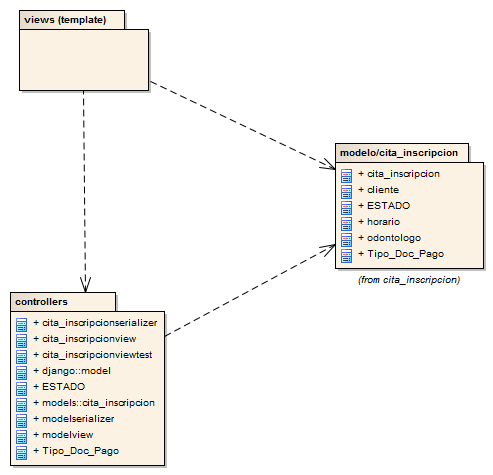 views (template)
modelo/cita_inscripcion
+ cita_inscripcion
+ cliente
+ ESTADO
+ horario
+ odontologo
+ Tipo_Doc_Pago
(from cita_inscripcion)
controllers
+ cita_inscripcionserializer
+ cita_inscripcionview
+ cita_inscripcionviewtest
+ django::model
+ ESTADO
+ models::cita_inscripcion
+ modelserializer
+ modelview
+ Tipo_Doc_Pago